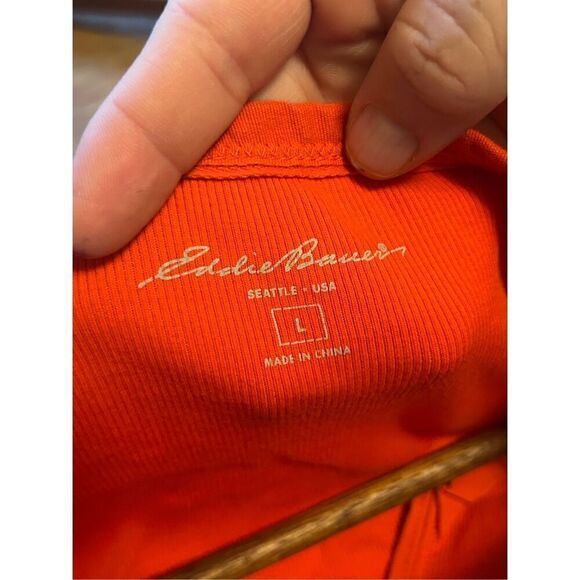 Eddie Bauer
SEATTLE • USA
L
MADE IN CHINA